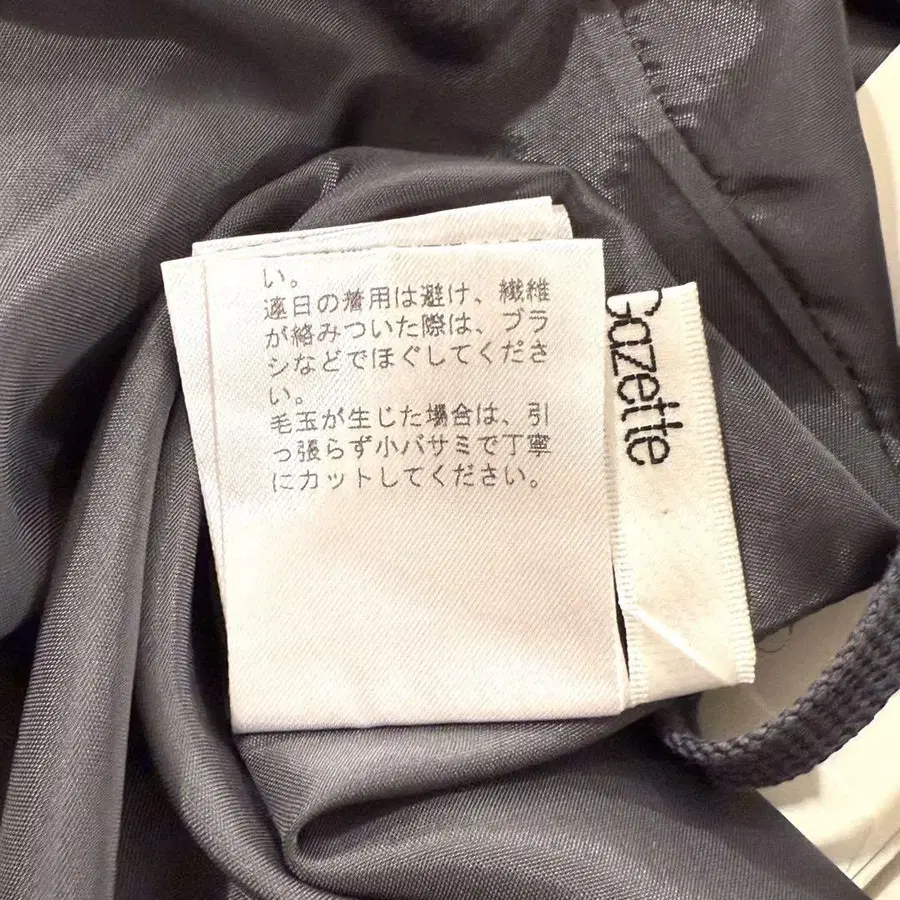 い。
連日の着用は避け、繊維
が絡みついた際は、ブラ
シなどでほぐしてくださ
い。
毛玉が生じた場合は、引
っ張らず小バサミで丁寧
にカットしてください。
Gazette